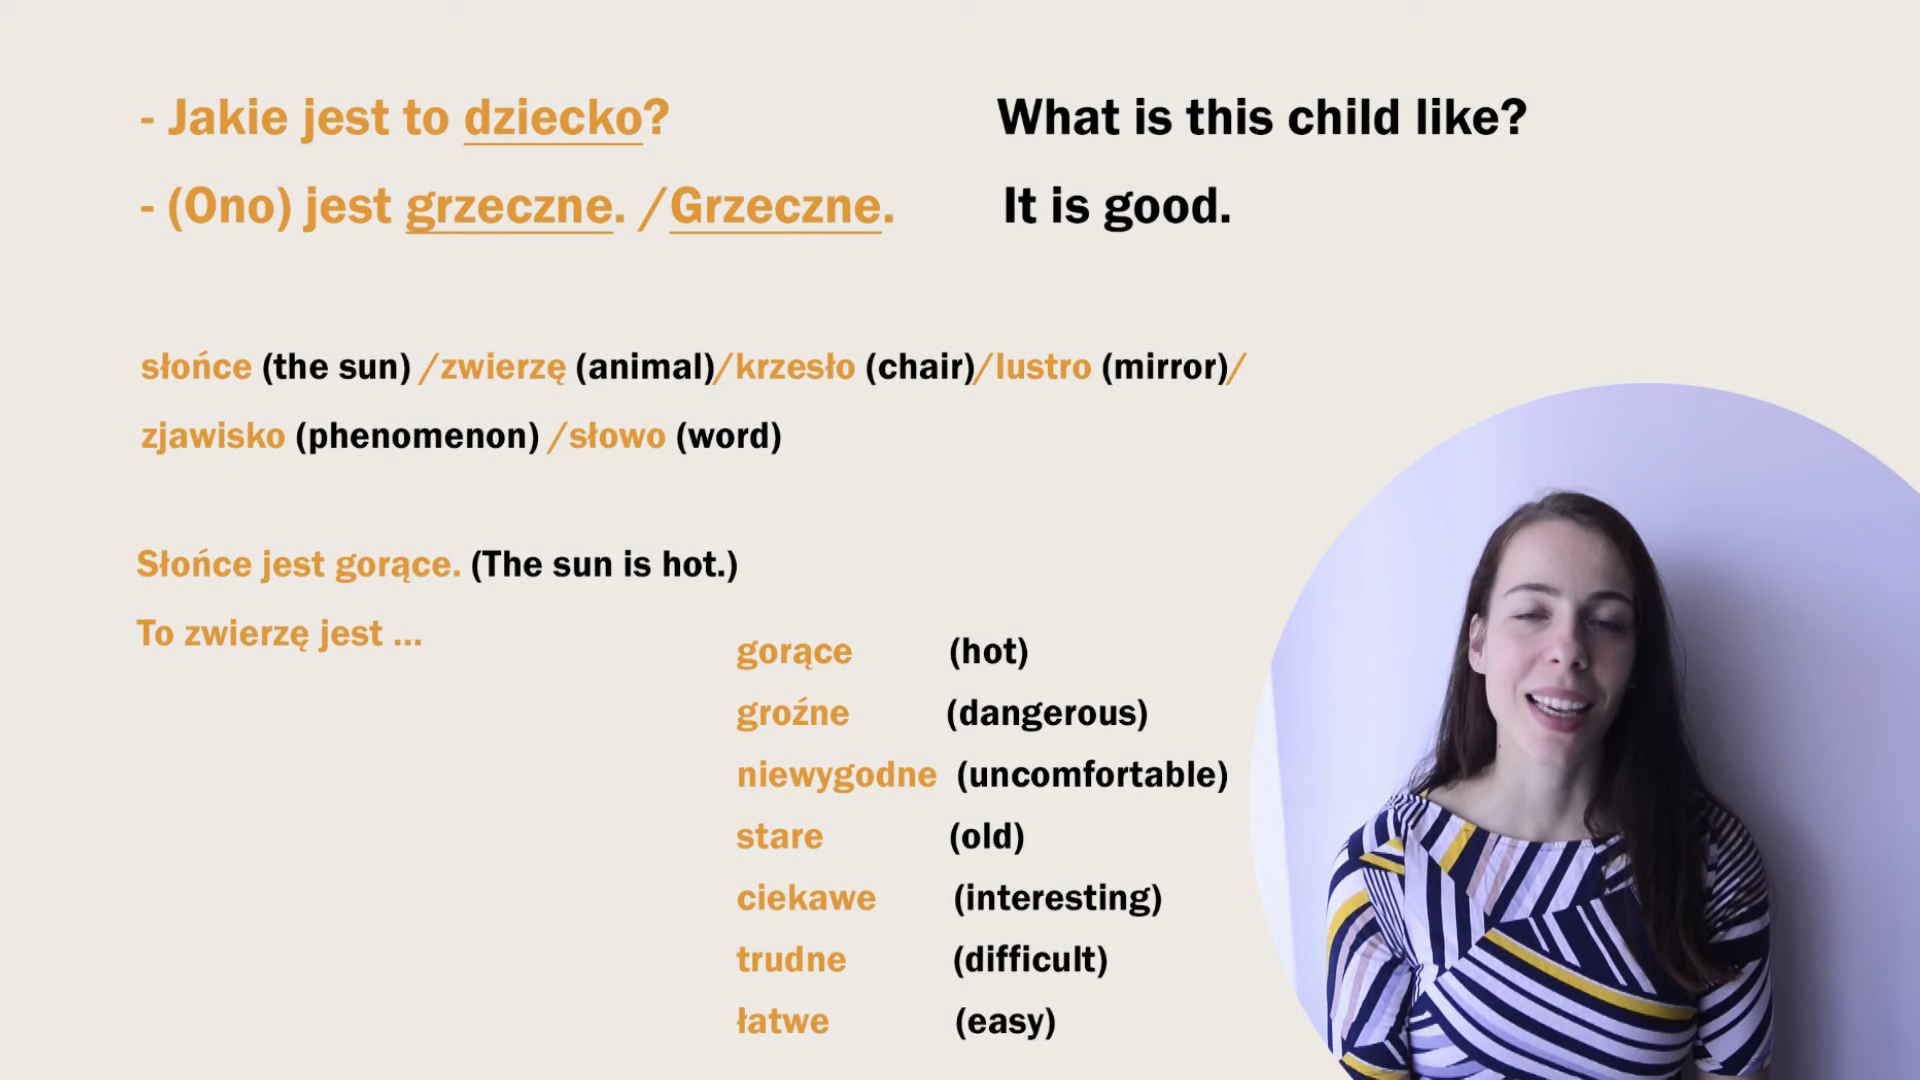 - Jakie jest to dziecko? What is this child like?
- (Ono) jest grzeczne. /Grzeczne. It is good.
słońce (the sun) /zwierzę (animal)/krzesło (chair)/lustro (mirror)/
zjawisko (phenomenon) /słowo (word)
Słońce jest gorące. (The sun is hot.)
To zwierzę jest ...
gorące (hot)
groźne (dangerous)
niewygodne (uncomfortable)
stare (old)
ciekawe (interesting)
trudne (difficult)
łatwe (easy)